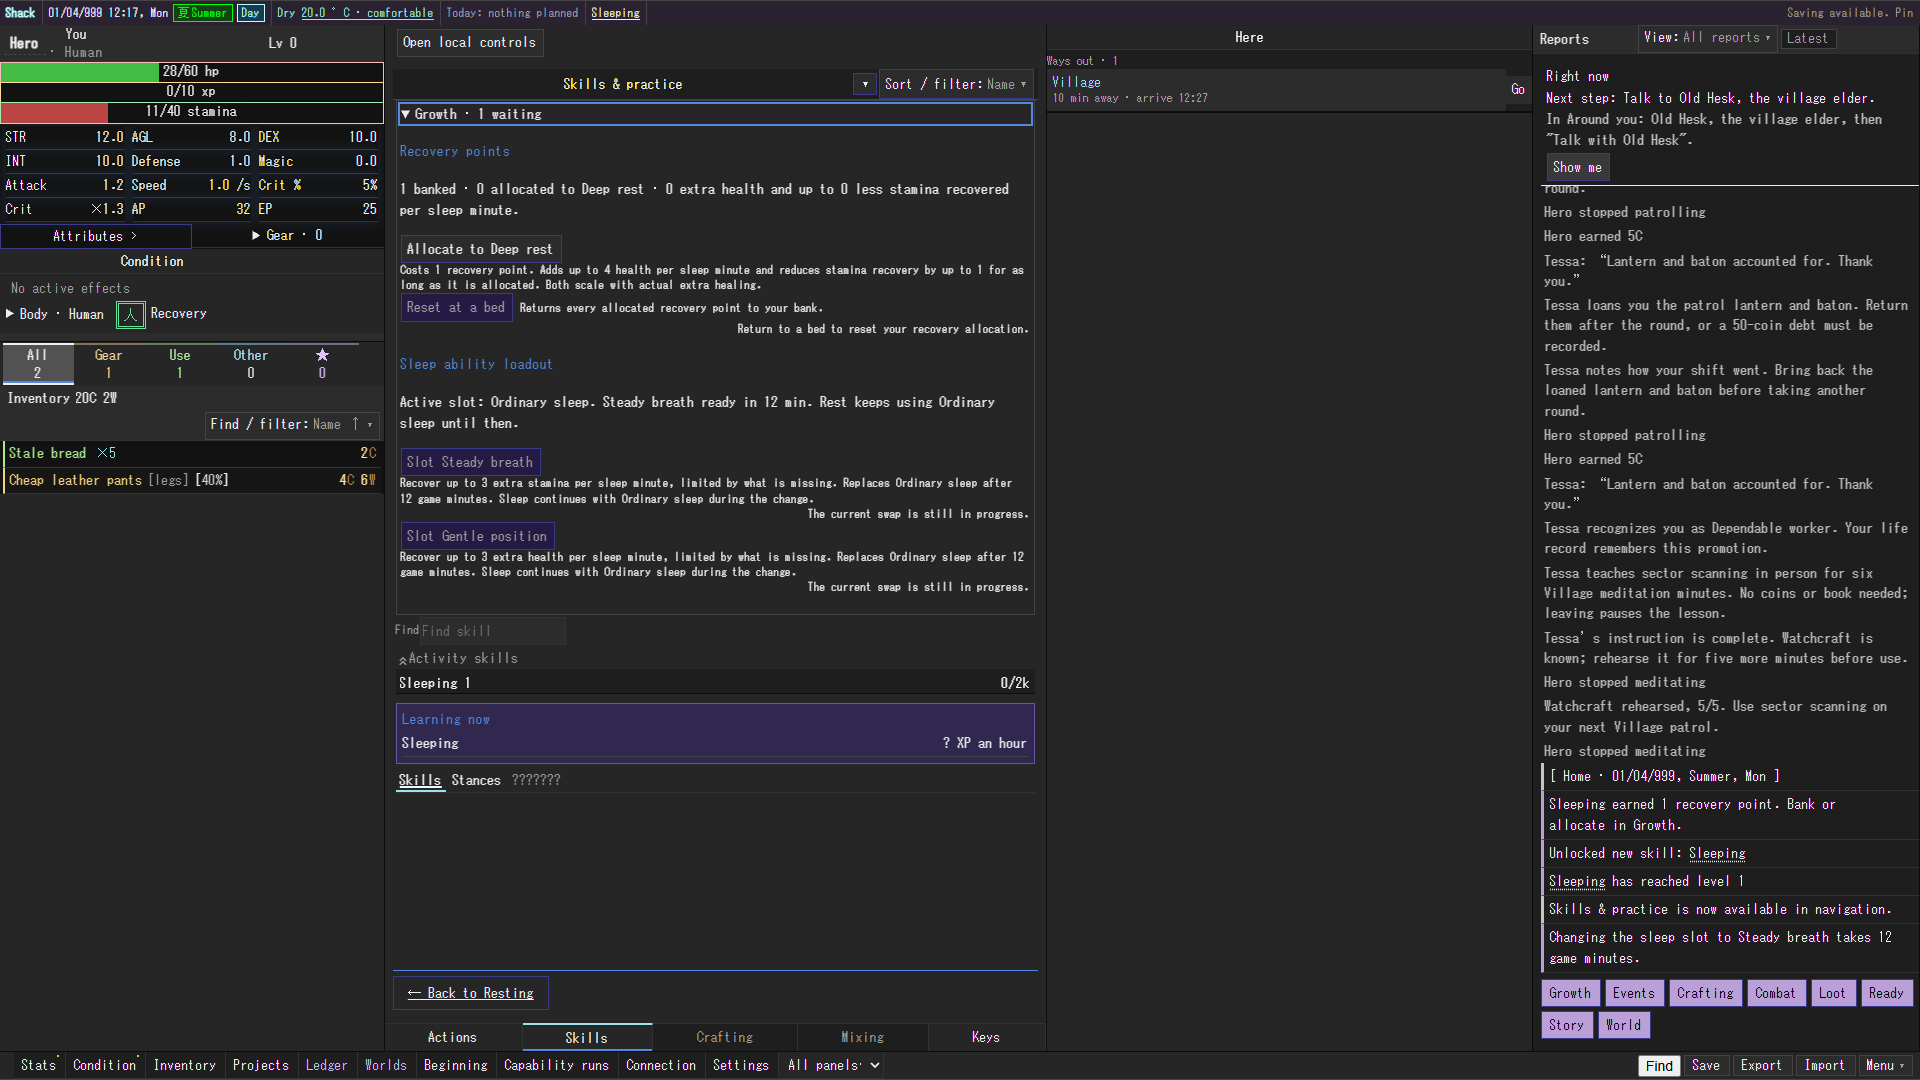 Shack 01/04/999 12:17, Mon 夏Summer Day Dry 20.0 ° C · comfortable Today: nothing planned Sleeping Saving available. Pin
Hero · You Human Lv 0
28/60 hp
0/10 xp
11/40 stamina
STR 12.0 AGL 8.0 DEX 10.0
INT 10.0 Defense 1.0 Magic 0.0
Attack 1.2 Speed 1.0 /s Crit % 5%
Crit ×1.3 AP 32 EP 25
Attributes > ▶ Gear · 0
Condition
No active effects
▶ Body · Human 人 Recovery
All 2 Gear 1 Use 1 Other 0 ★ 0
Inventory 20C 2W
Find / filter: Name ↑ ▾
Stale bread ×5 2C
Cheap leather pants [legs] [40%] 4C 6W
Open local controls
Skills & practice ▾ Sort / filter: Name ▾
▼ Growth · 1 waiting
Recovery points
1 banked · 0 allocated to Deep rest · 0 extra health and up to 0 less stamina recovered
per sleep minute.
Allocate to Deep rest
Costs 1 recovery point. Adds up to 4 health per sleep minute and reduces stamina recovery by up to 1 for as
long as it is allocated. Both scale with actual extra healing.
Reset at a bed Returns every allocated recovery point to your bank.
Return to a bed to reset your recovery allocation.
Sleep ability loadout
Active slot: Ordinary sleep. Steady breath ready in 12 min. Rest keeps using Ordinary
sleep until then.
Slot Steady breath
Recover up to 3 extra stamina per sleep minute, limited by what is missing. Replaces Ordinary sleep after
12 game minutes. Sleep continues with Ordinary sleep during the change.
The current swap is still in progress.
Slot Gentle position
Recover up to 3 extra health per sleep minute, limited by what is missing. Replaces Ordinary sleep after 12
game minutes. Sleep continues with Ordinary sleep during the change.
The current swap is still in progress.
Find Find skill
Activity skills
Sleeping 1 0/2k
Learning now
Sleeping ? XP an hour
Skills Stances ???????
← Back to Resting
Actions Skills Crafting Mixing Keys
Here
Ways out · 1
Village
10 min away · arrive 12:27
Go
Reports View: All reports ▾ Latest
Right now
Next step: Talk to Old Hesk, the village elder.
In Around you: Old Hesk, the village elder, then
"Talk with Old Hesk".
Show me
round.
Hero stopped patrolling
Hero earned 5C
Tessa: “Lantern and baton accounted for. Thank
you.”
Tessa loans you the patrol lantern and baton. Return
them after the round, or a 50-coin debt must be
recorded.
Tessa notes how your shift went. Bring back the
loaned lantern and baton before taking another
round.
Hero stopped patrolling
Hero earned 5C
Tessa: “Lantern and baton accounted for. Thank
you.”
Tessa recognizes you as Dependable worker. Your life
record remembers this promotion.
Tessa teaches sector scanning in person for six
Village meditation minutes. No coins or book needed;
leaving pauses the lesson.
Tessa’s instruction is complete. Watchcraft is
known; rehearse it for five more minutes before use.
Hero stopped meditating
Watchcraft rehearsed, 5/5. Use sector scanning on
your next Village patrol.
Hero stopped meditating
[ Home · 01/04/999, Summer, Mon ]
Sleeping earned 1 recovery point. Bank or
allocate in Growth.
Unlocked new skill: Sleeping
Sleeping has reached level 1
Skills & practice is now available in navigation.
Changing the sleep slot to Steady breath takes 12
game minutes.
Growth Events Crafting Combat Loot Ready
Story World
Stats Condition Inventory Projects Ledger Worlds Beginning Capability runs Connection Settings All panels Find Save Export Import Menu ▾